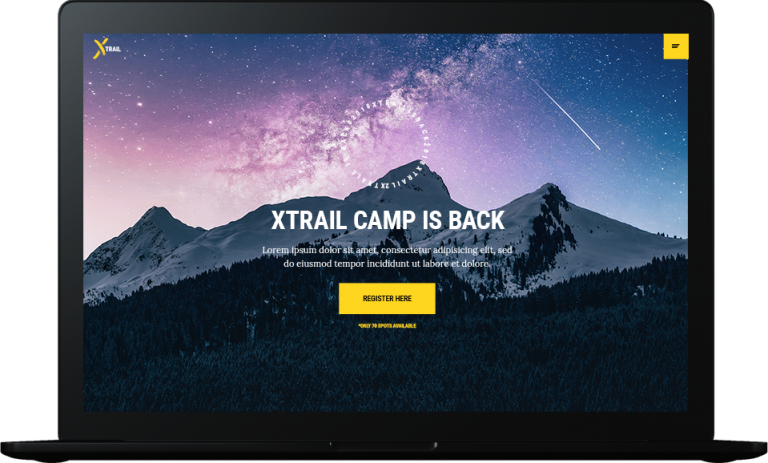 XTRAIL
XTRAIL CAMP IS BACK
Lorem ipsum dolor sit amet, consectetur adipisicing elit, sed
do eiusmod tempor incididunt ut labore et dolore.
REGISTER HERE
*ONLY 70 SPOTS AVAILABLE